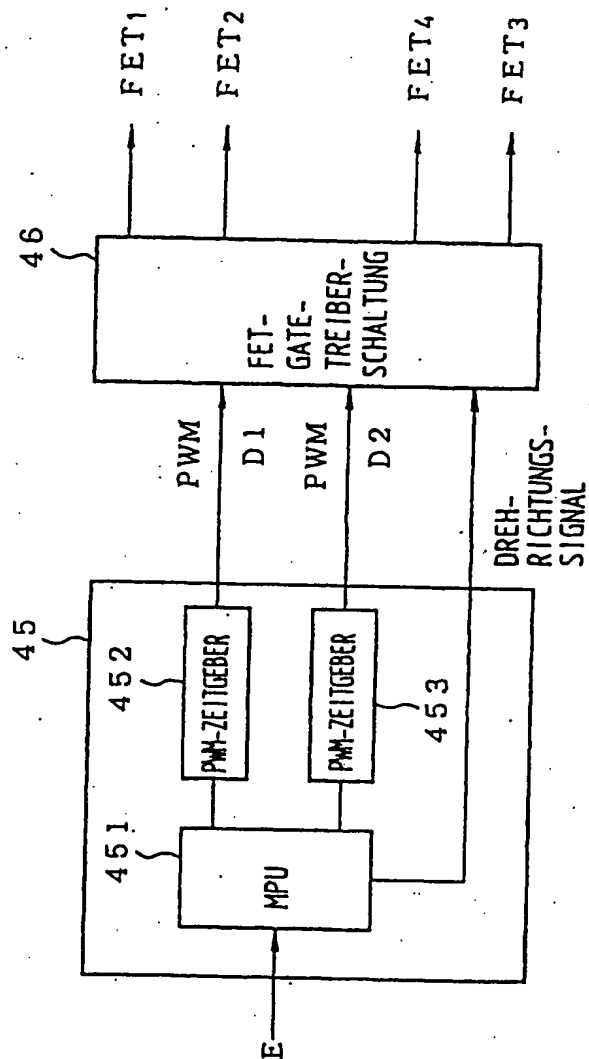 45
46
451
452
453
E
MPU
PWM-ZEITGEBER
PWM-ZEITGEBER
PWM
D1
PWM
D2
DREH-
RICHTUNGS-
SIGNAL
FET-
GATE-
TREIBER-
SCHALTUNG
FET1
FET2
FET4
FET3